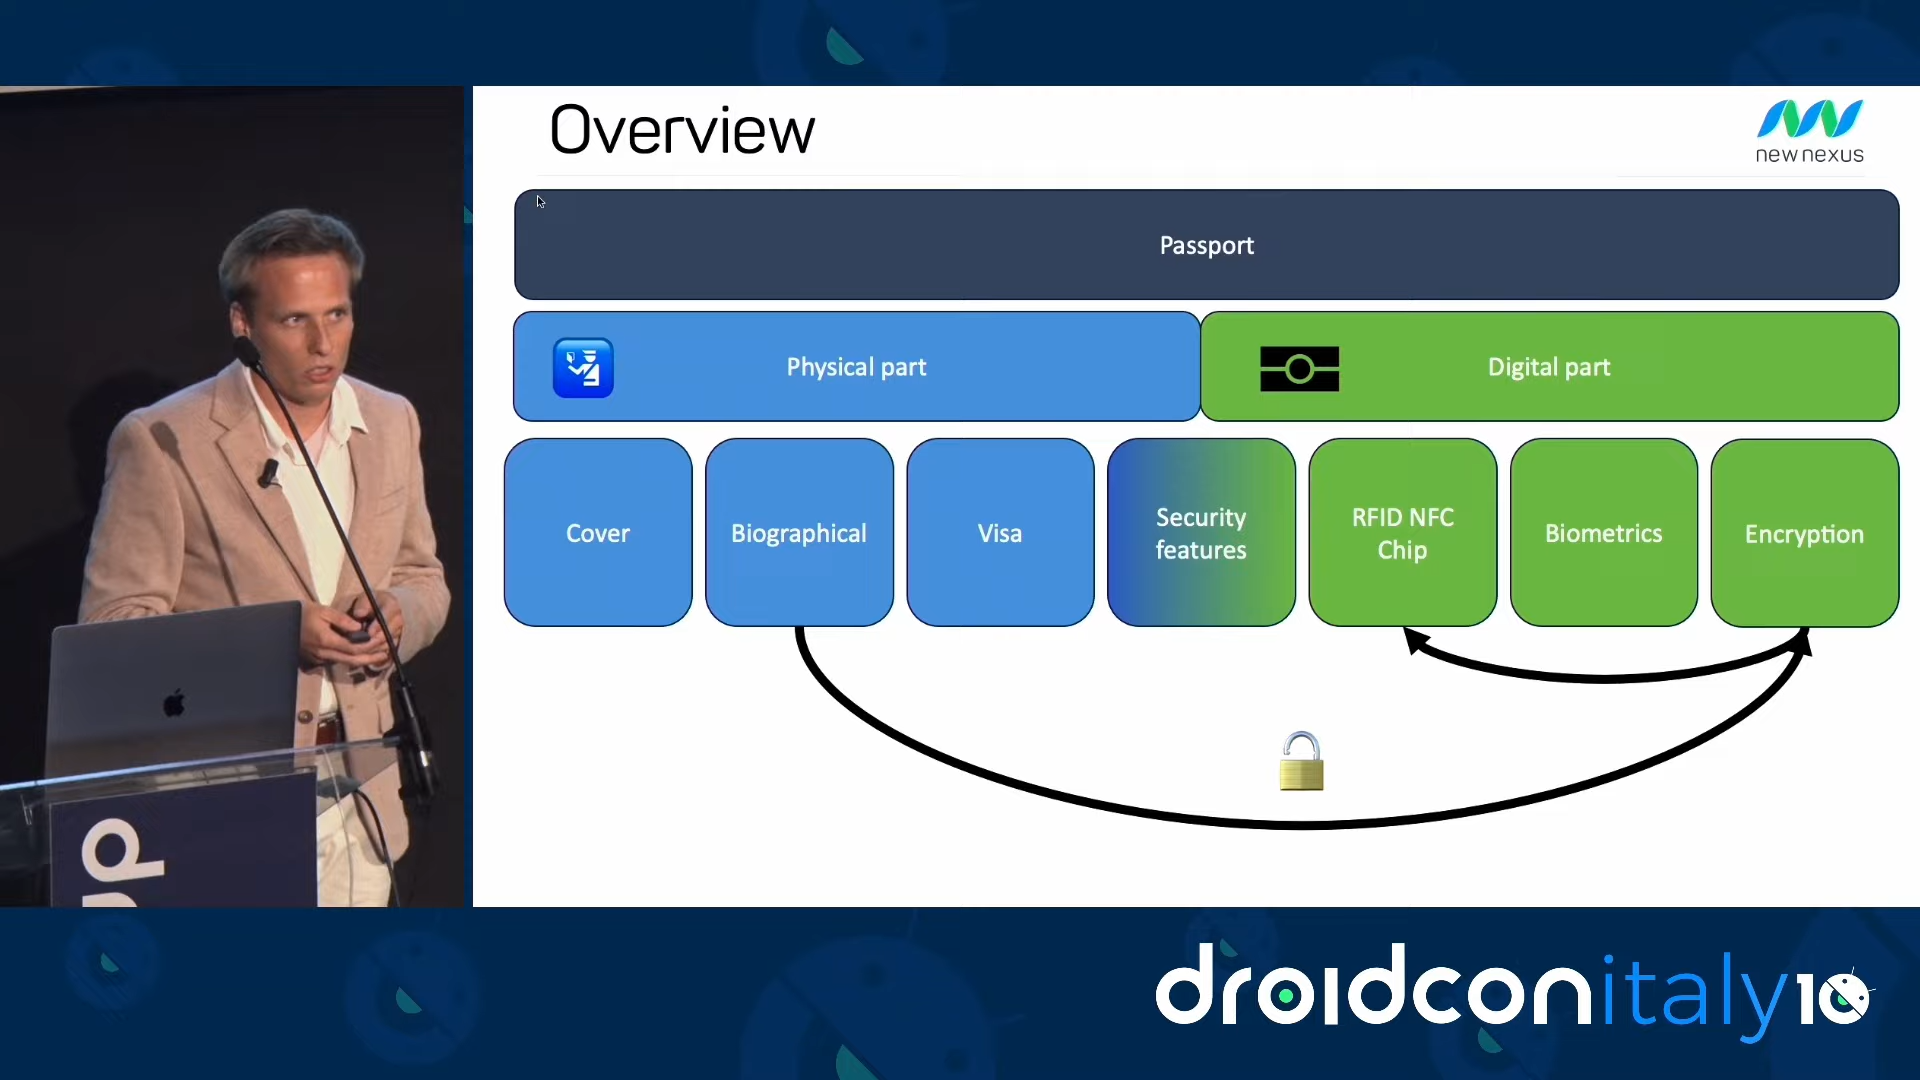 Overview
new nexus
Passport
Physical part
Digital part
Cover
Biographical
Visa
Security
features
RFID NFC
Chip
Biometrics
Encryption
up
droidconitaly10